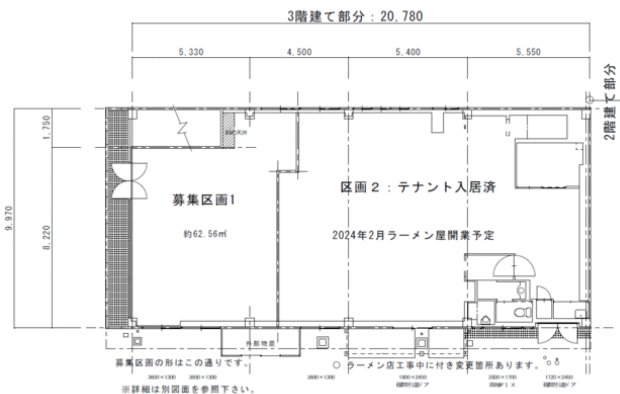 3階建て部分：20,780
5,330
4,500
5,400
5,550
2階建て部分
1,750
9,970
8,220
募集区画1
約62.56㎡
区画2：テナント入居済
2024年2月ラーメン屋開業予定
外部物置
募集区画の形はこの通りです。
○ ラーメン店工事中に付き変更箇所あります。
※詳細は別図面を参照下さい。